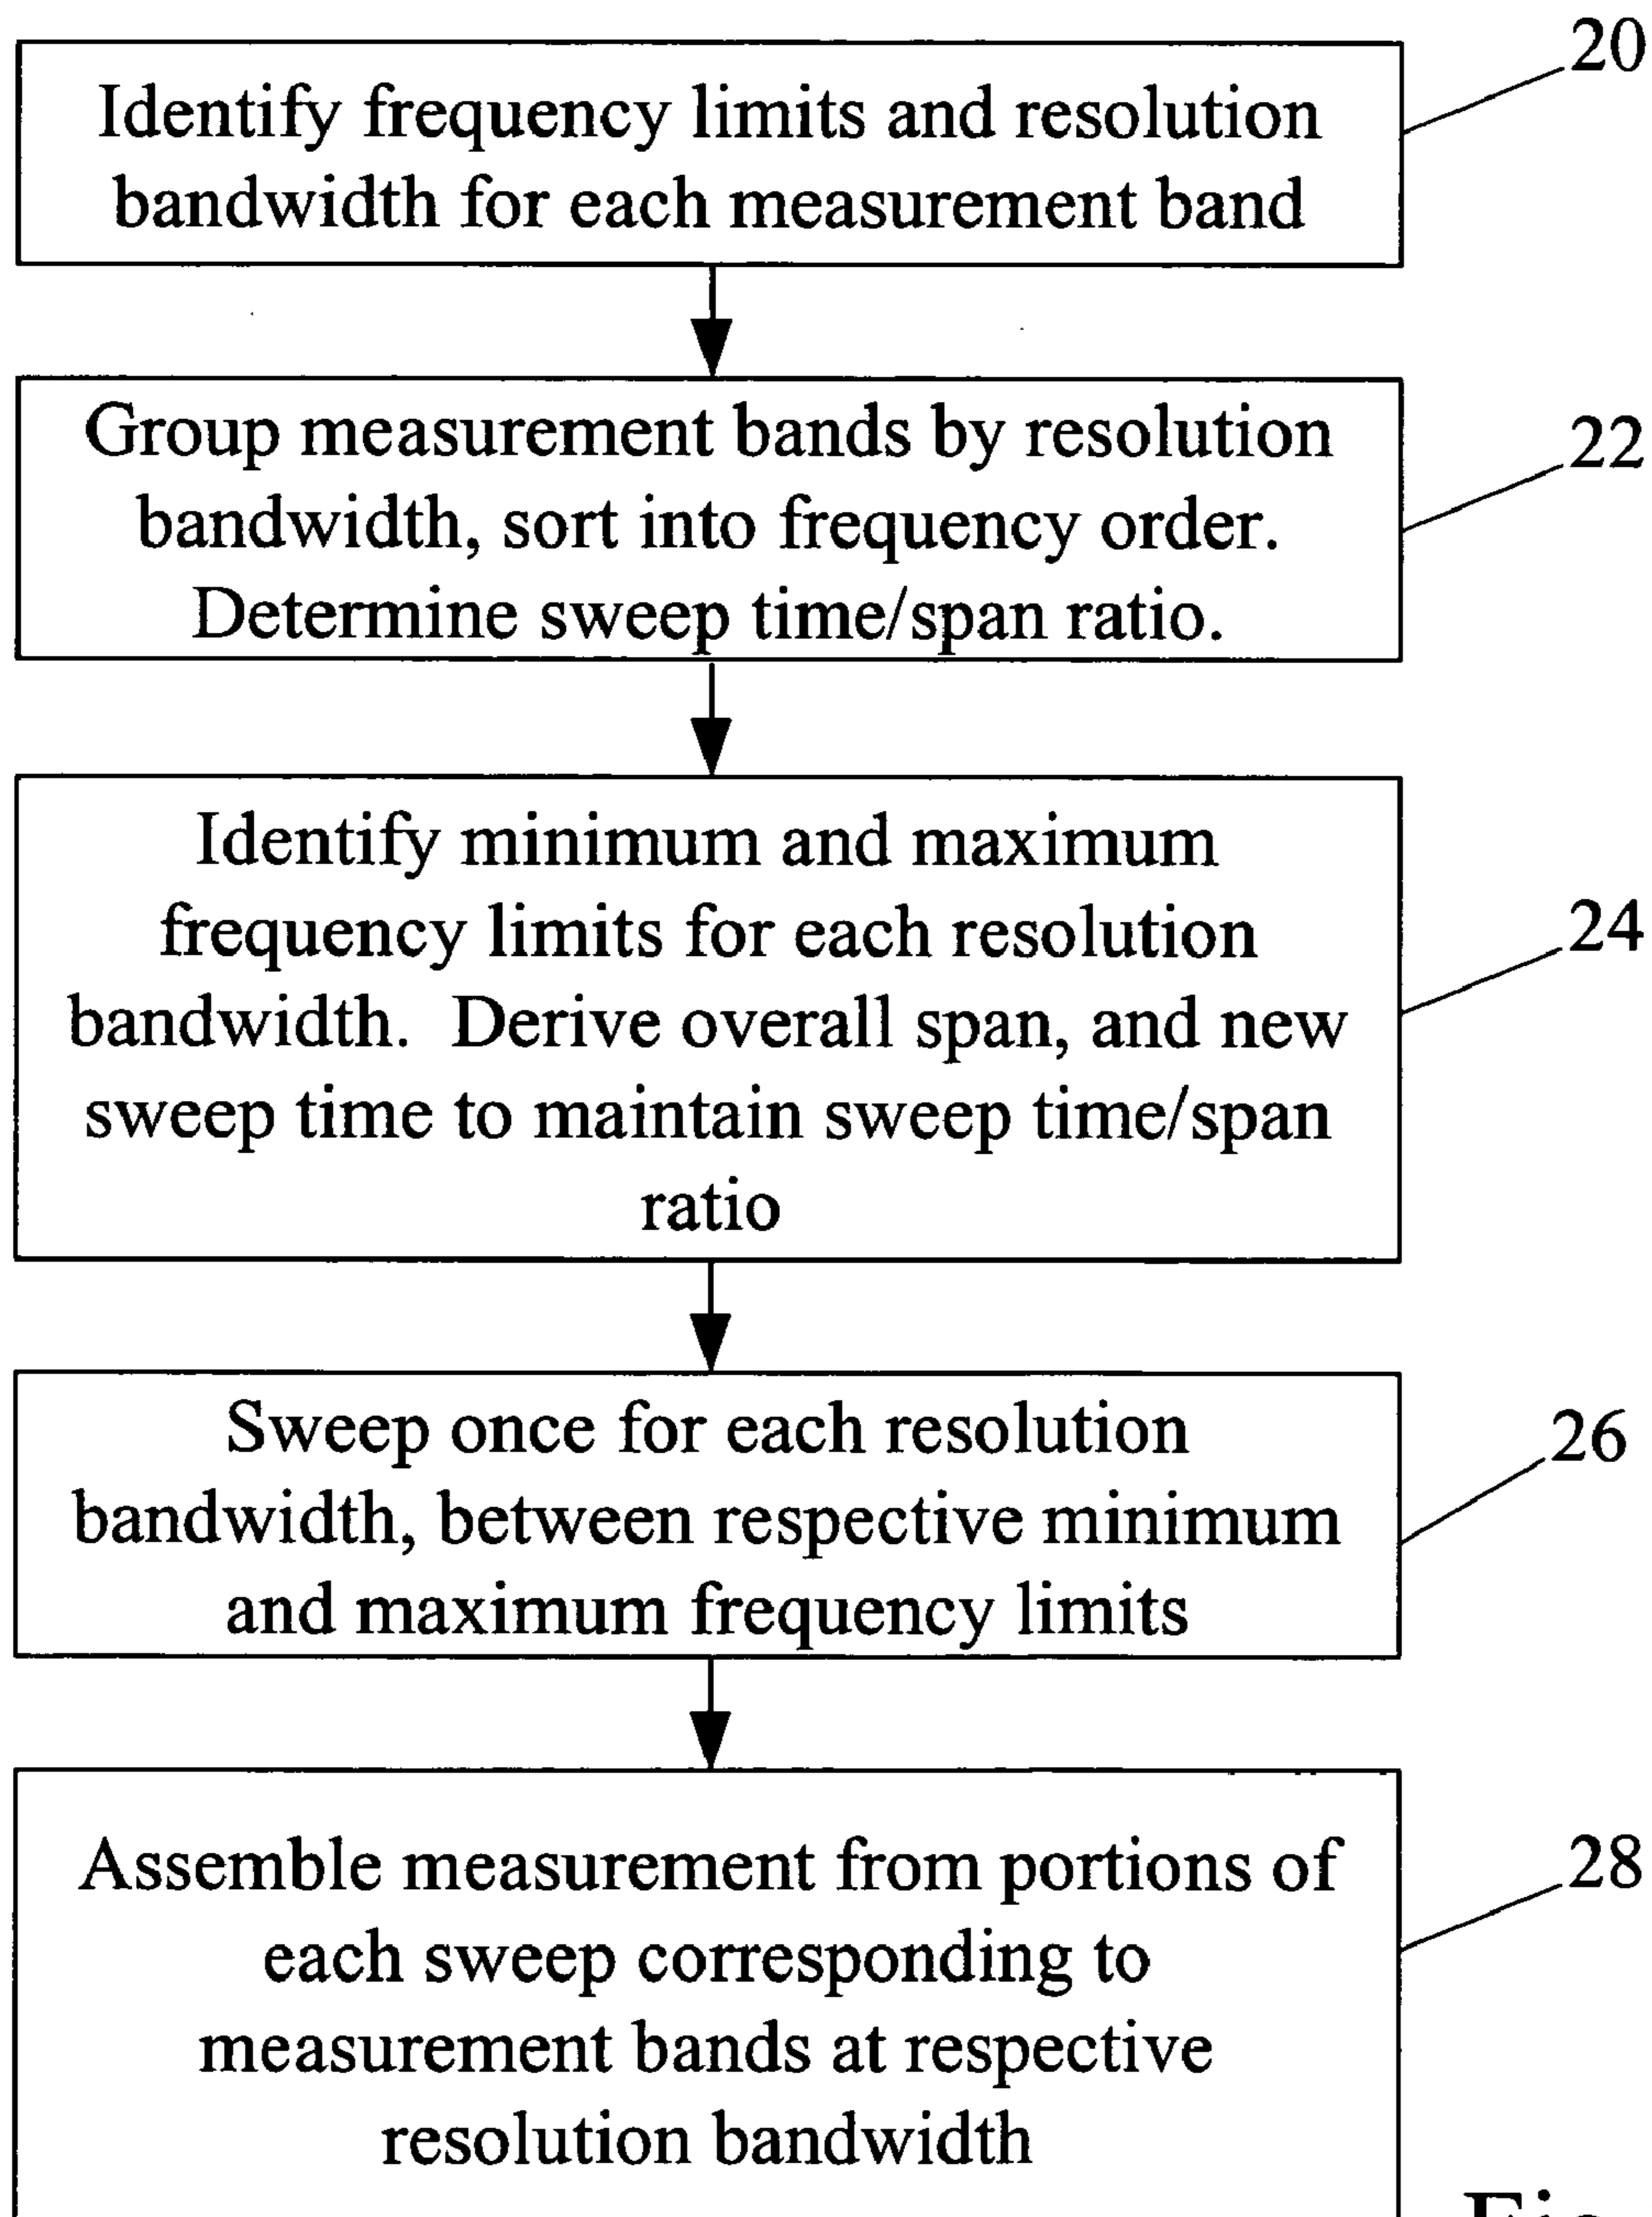 20
Identify frequency limits and resolution
bandwidth for each measurement band
Group measurement bands by resolution
bandwidth, sort into frequency order.
Determine sweep time/span ratio.
22
Identify minimum and maximum
frequency limits for each resolution
bandwidth. Derive overall span, and new
sweep time to maintain sweep time/span
ratio
24
Sweep once for each resolution
bandwidth, between respective minimum
and maximum frequency limits
26
Assemble measurement from portions of
each sweep corresponding to
measurement bands at respective
resolution bandwidth
28